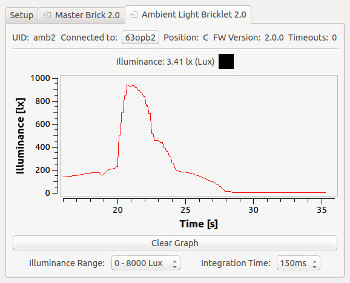 Setup Master Brick 2.0 Ambient Light Bricklet 2.0
UID: amb2 Connected to: 63opb2 Position: C FW Version: 2.0.0 Timeouts: 0
Illuminance: 3.41 lx (Lux)
Illuminance [lx]
1000
800
600
400
200
0
20 25 30 35
Time [s]
Clear Graph
Illuminance Range: 0 - 8000 Lux Integration Time: 150ms